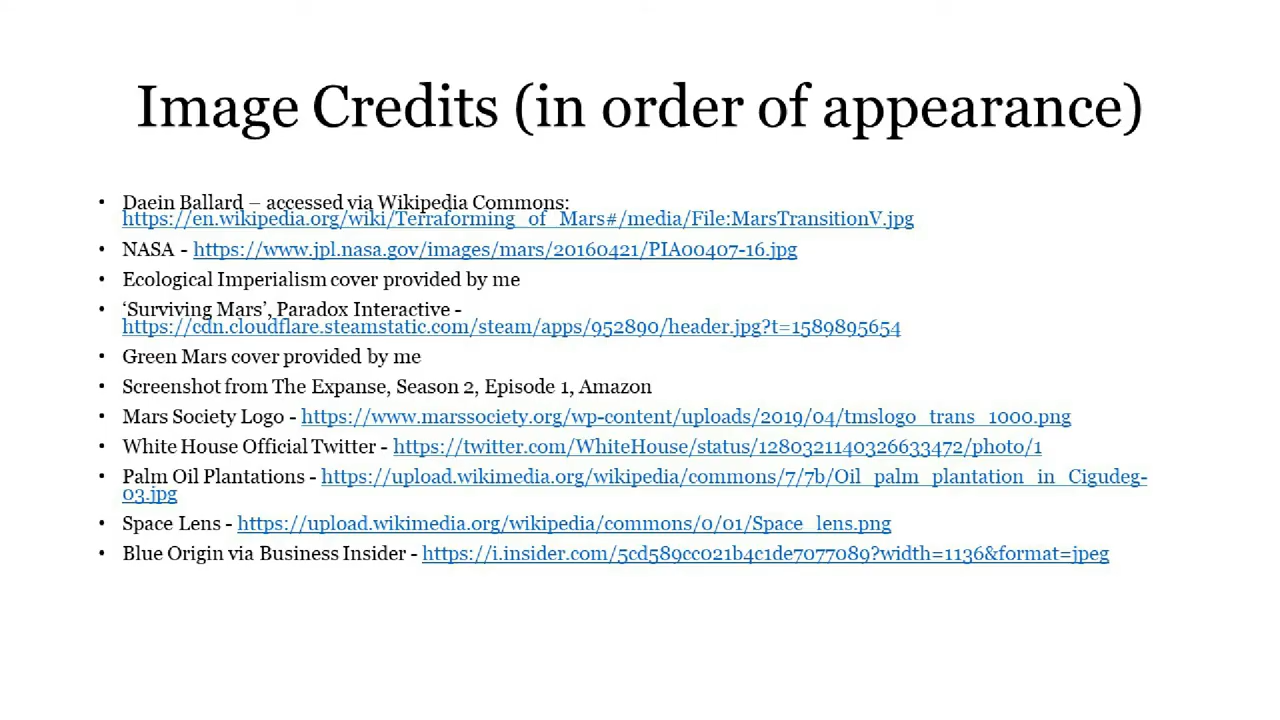 Image Credits (in order of appearance)
• Daein Ballard – accessed via Wikipedia Commons:
https://en.wikipedia.org/wiki/Terraforming_of_Mars#/media/File:MarsTransitionV.jpg
• NASA - https://www.jpl.nasa.gov/images/mars/20160421/PIA00407-16.jpg
• Ecological Imperialism cover provided by me
• ‘Surviving Mars’, Paradox Interactive -
https://cdn.cloudflare.steamstatic.com/steam/apps/952890/header.jpg?t=1589895654
• Green Mars cover provided by me
• Screenshot from The Expanse, Season 2, Episode 1, Amazon
• Mars Society Logo - https://www.marssociety.org/wp-content/uploads/2019/04/tmslogo_trans_1000.png
• White House Official Twitter - https://twitter.com/WhiteHouse/status/1280321140326633472/photo/1
• Palm Oil Plantations - https://upload.wikimedia.org/wikipedia/commons/7/7b/Oil_palm_plantation_in_Cigudeg-
03.jpg
• Space Lens - https://upload.wikimedia.org/wikipedia/commons/0/01/Space_lens.png
• Blue Origin via Business Insider - https://i.insider.com/5cd589cc021b4c1de7077089?width=1136&format=jpeg